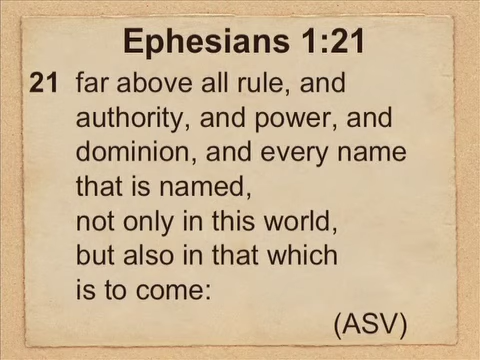 Ephesians 1:21
21 far above all rule, and
authority, and power, and
dominion, and every name
that is named,
not only in this world,
but also in that which
is to come:
(ASV)